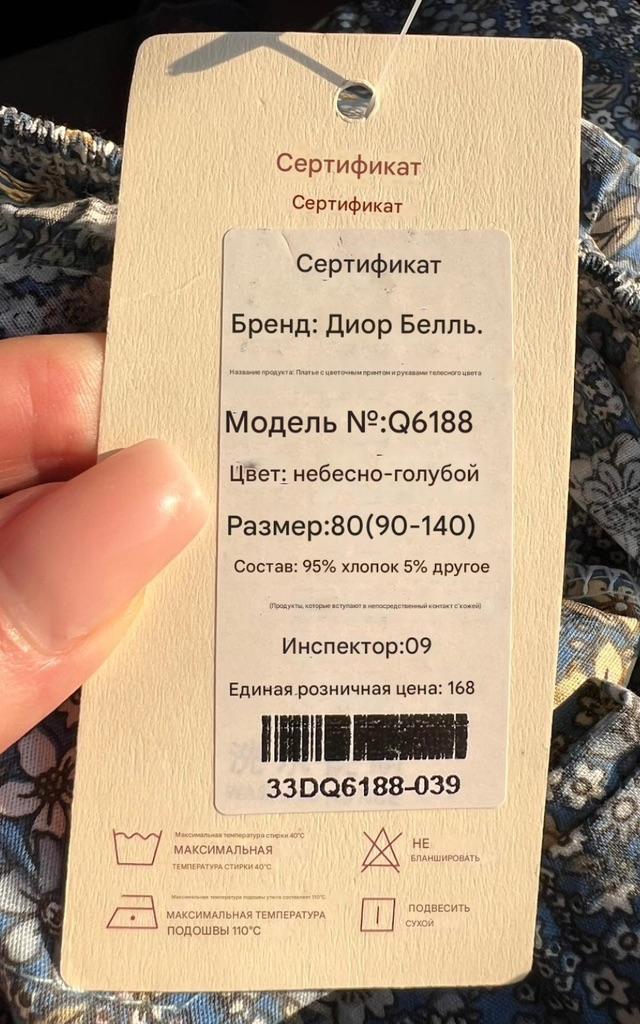 Сертификат
Сертификат
Сертификат
Бренд: Диор Белль.
Название продукта: Платье с цветочным принтом и рукавами телесного цвета
Модель №:Q6188
Цвет: небесно-голубой
Размер:80(90-140)
Состав: 95% хлопок 5% другое
(Продукты, которые вступают в непосредственный контакт с кожей)
Инспектор:09
Единая розничная цена: 168
33DQ6188-039
Максимальная температура стирки 40°C
МАКСИМАЛЬНАЯ
ТЕМПЕРАТУРА СТИРКИ 40°C
НЕ
БЛАНШИРОВАТЬ
Максимальная температура подошвы утюга составляет 110°C.
МАКСИМАЛЬНАЯ ТЕМПЕРАТУРА
ПОДОШВЫ 110°C
ПОДВЕСИТЬ
СУХОЙ